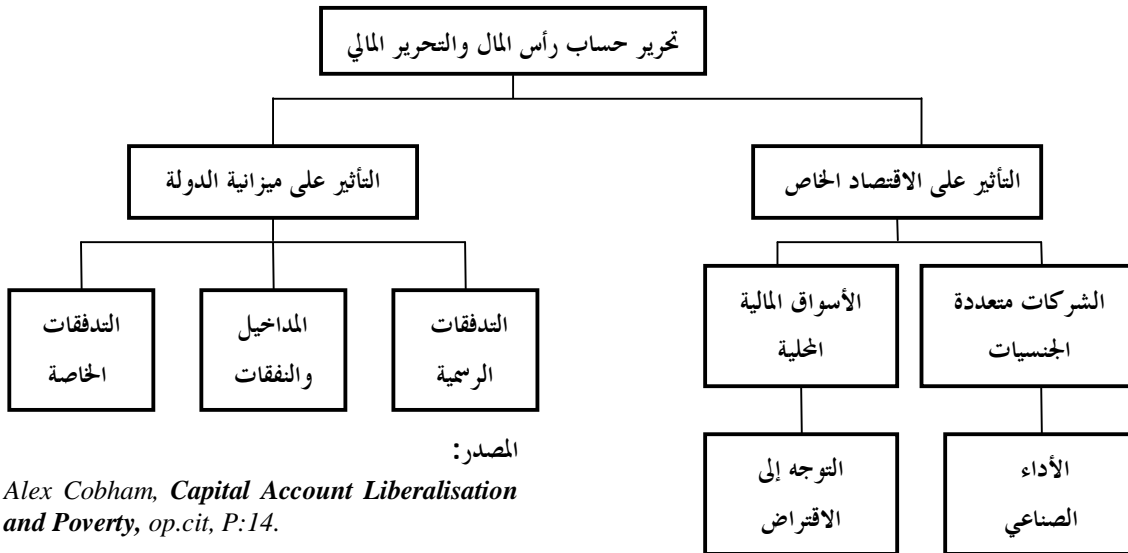 تحرير حساب رأس المال والتحرير المالي
التأثير على الاقتصاد الخاص
التأثير على ميزانية الدولة
الشركات متعددة
الجنسيات
الأسواق المالية
المحلية
التدفقات
الرسمية
المداخيل
والنفقات
التدفقات
الخاصة
الأداء
الصناعي
التوجه إلى
الاقتراض
المصدر:
Alex Cobham, Capital Account Liberalisation
and Poverty, op.cit, P:14.